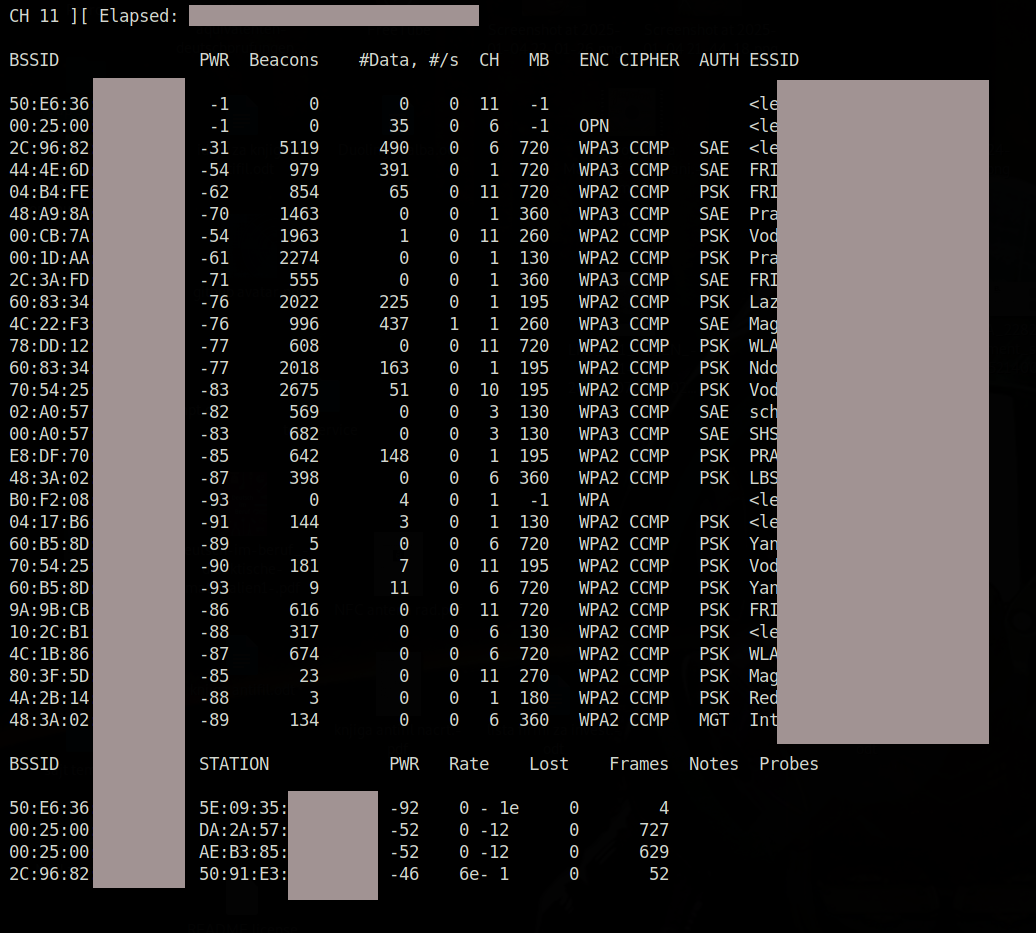 CH 11 ][ Elapsed:
BSSID PWR Beacons #Data, #/s CH MB ENC CIPHER AUTH ESSID
50:E6:36 -1 0 0 0 11 -1 <le
00:25:00 -1 0 35 0 6 -1 OPN <le
2C:96:82 -31 5119 490 0 6 720 WPA3 CCMP SAE <le
44:4E:6D -54 979 391 0 1 720 WPA3 CCMP SAE FRI
04:B4:FE -62 854 65 0 11 720 WPA2 CCMP PSK FRI
48:A9:8A -70 1463 0 0 1 360 WPA3 CCMP SAE Pra
00:CB:7A -54 1963 1 0 11 260 WPA2 CCMP PSK Vod
00:1D:AA -61 2274 0 0 1 130 WPA2 CCMP PSK Pra
2C:3A:FD -71 555 0 0 1 360 WPA3 CCMP SAE FRI
60:83:34 -76 2022 225 0 1 195 WPA2 CCMP PSK Laz
4C:22:F3 -76 996 437 1 1 260 WPA3 CCMP SAE Mag
78:DD:12 -77 608 0 0 11 720 WPA2 CCMP PSK WLA
60:83:34 -77 2018 163 0 1 195 WPA2 CCMP PSK Ndo
70:54:25 -83 2675 51 0 10 195 WPA2 CCMP PSK Vod
02:A0:57 -82 569 0 0 3 130 WPA3 CCMP SAE sch
00:A0:57 -83 682 0 0 3 130 WPA3 CCMP SAE SHS
E8:DF:70 -85 642 148 0 1 195 WPA2 CCMP PSK PRA
48:3A:02 -87 398 0 0 6 360 WPA2 CCMP PSK LBS
B0:F2:08 -93 0 4 0 1 -1 WPA <le
04:17:B6 -91 144 3 0 1 130 WPA2 CCMP PSK <le
60:B5:8D -89 5 0 0 6 720 WPA2 CCMP PSK Yan
70:54:25 -90 181 7 0 11 195 WPA2 CCMP PSK Vod
60:B5:8D -93 9 11 0 6 720 WPA2 CCMP PSK Yan
9A:9B:CB -86 616 0 0 11 720 WPA2 CCMP PSK FRI
10:2C:B1 -88 317 0 0 6 130 WPA2 CCMP PSK <le
4C:1B:86 -87 674 0 0 6 720 WPA2 CCMP PSK WLA
80:3F:5D -85 23 0 0 11 270 WPA2 CCMP PSK Mag
4A:2B:14 -88 3 0 0 1 180 WPA2 CCMP PSK Red
48:3A:02 -89 134 0 0 6 360 WPA2 CCMP MGT Int
BSSID STATION PWR Rate Lost Frames Notes Probes
50:E6:36 5E:09:35: -92 0 - 1e 0 4
00:25:00 DA:2A:57: -52 0 -12 0 727
00:25:00 AE:B3:85: -52 0 -12 0 629
2C:96:82 50:91:E3: -46 6e- 1 0 52